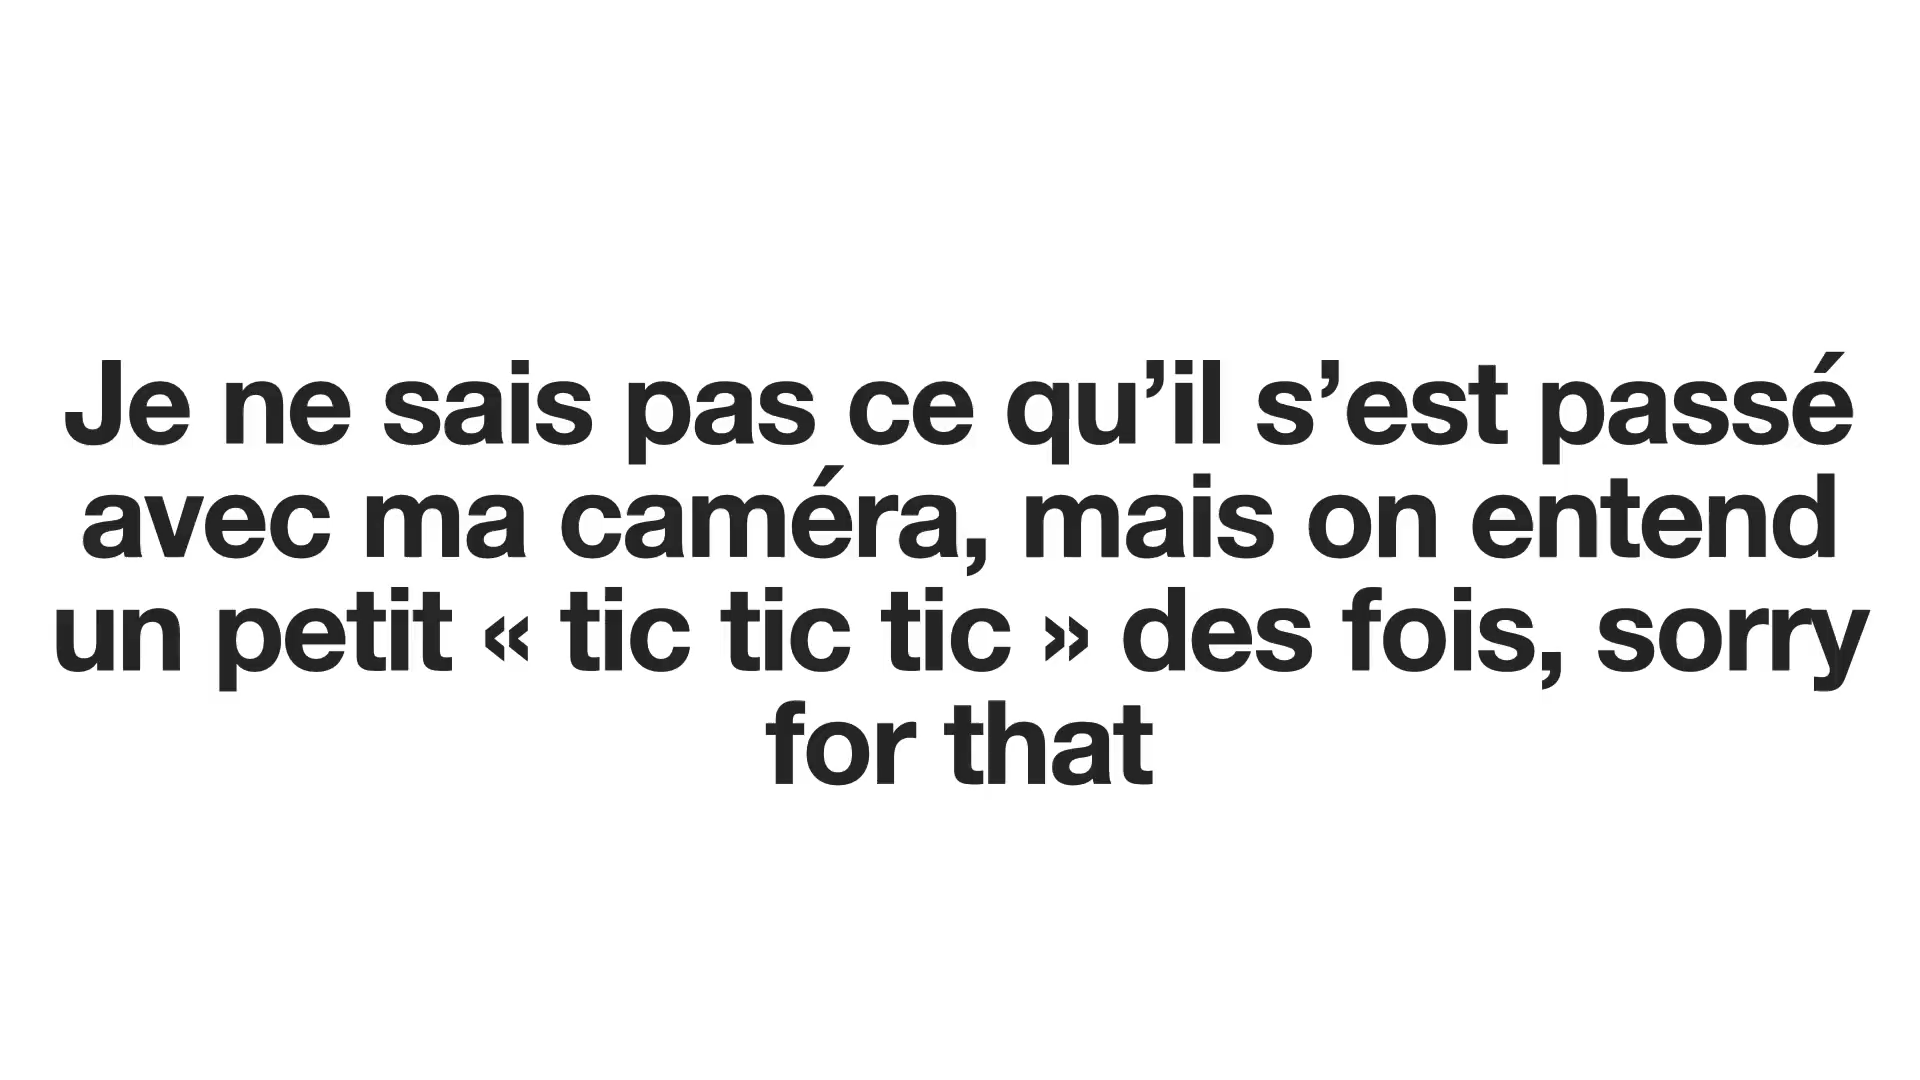 Je ne sais pas ce qu’il s’est passé
avec ma caméra, mais on entend
un petit « tic tic tic » des fois, sorry
for that